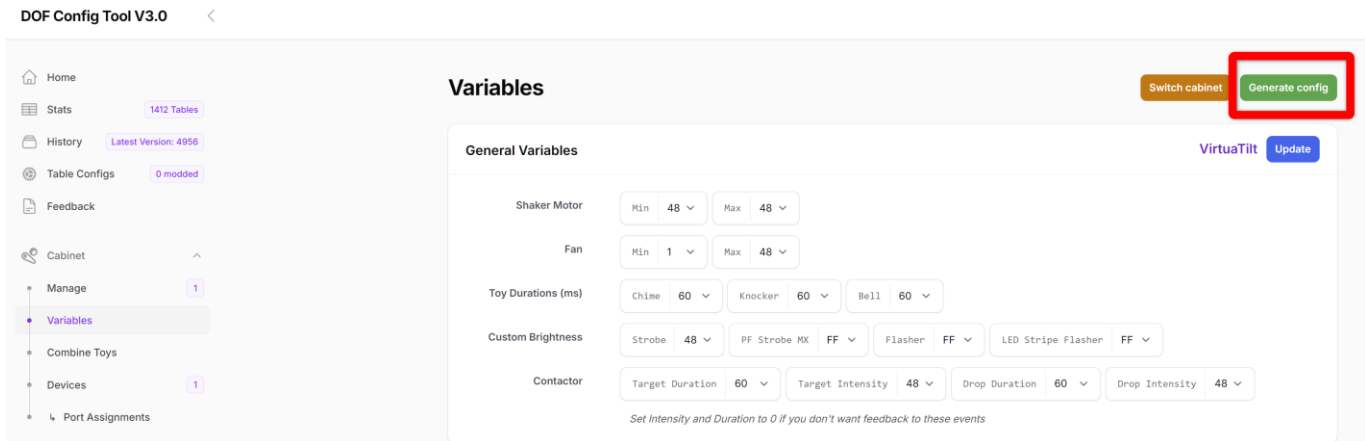 DOF Config Tool V3.0
Home
Stats 1412 Tables
History Latest Version: 4956
Table Configs 0 modded
Feedback
Cabinet
Manage 1
Variables
Combine Toys
Devices 1
Port Assignments
Variables
Switch cabinet Generate config
General Variables VirtuaTilt Update
Shaker Motor Min 48 Max 48
Fan Min 1 Max 48
Toy Durations (ms) Chime 60 Knocker 60 Bell 60
Custom Brightness Strobe 48 PF Strobe MX FF Flasher FF LED Stripe Flasher FF
Contactor Target Duration 60 Target Intensity 48 Drop Duration 60 Drop Intensity 48
Set Intensity and Duration to 0 if you don't want feedback to these events